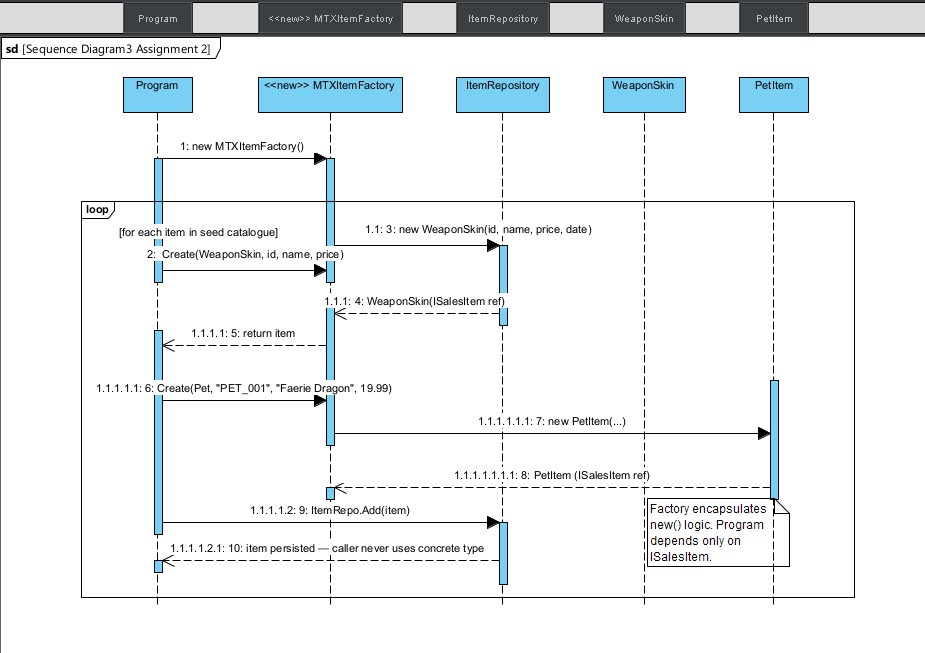 Program
<<new>> MTXItemFactory
ItemRepository
WeaponSkin
PetItem
sd [Sequence Diagram3 Assignment 2]
Program
<<new>> MTXItemFactory
ItemRepository
WeaponSkin
PetItem
1: new MTXItemFactory()
loop
[for each item in seed catalogue]
1.1: 3: new WeaponSkin(id, name, price, date)
2: Create(WeaponSkin, id, name, price)
1.1.1: 4: WeaponSkin(ISalesItem ref)
1.1.1.1: 5: return item
1.1.1.1.1: 6: Create(Pet, "PET_001", "Faerie Dragon", 19.99)
1.1.1.1.1.1: 7: new PetItem(...)
1.1.1.1.1.1.1: 8: PetItem (ISalesItem ref)
1.1.1.1.2: 9: ItemRepo.Add(item)
Factory encapsulates
new() logic. Program
depends only on
ISalesItem.
1.1.1.1.2.1: 10: item persisted — caller never uses concrete type